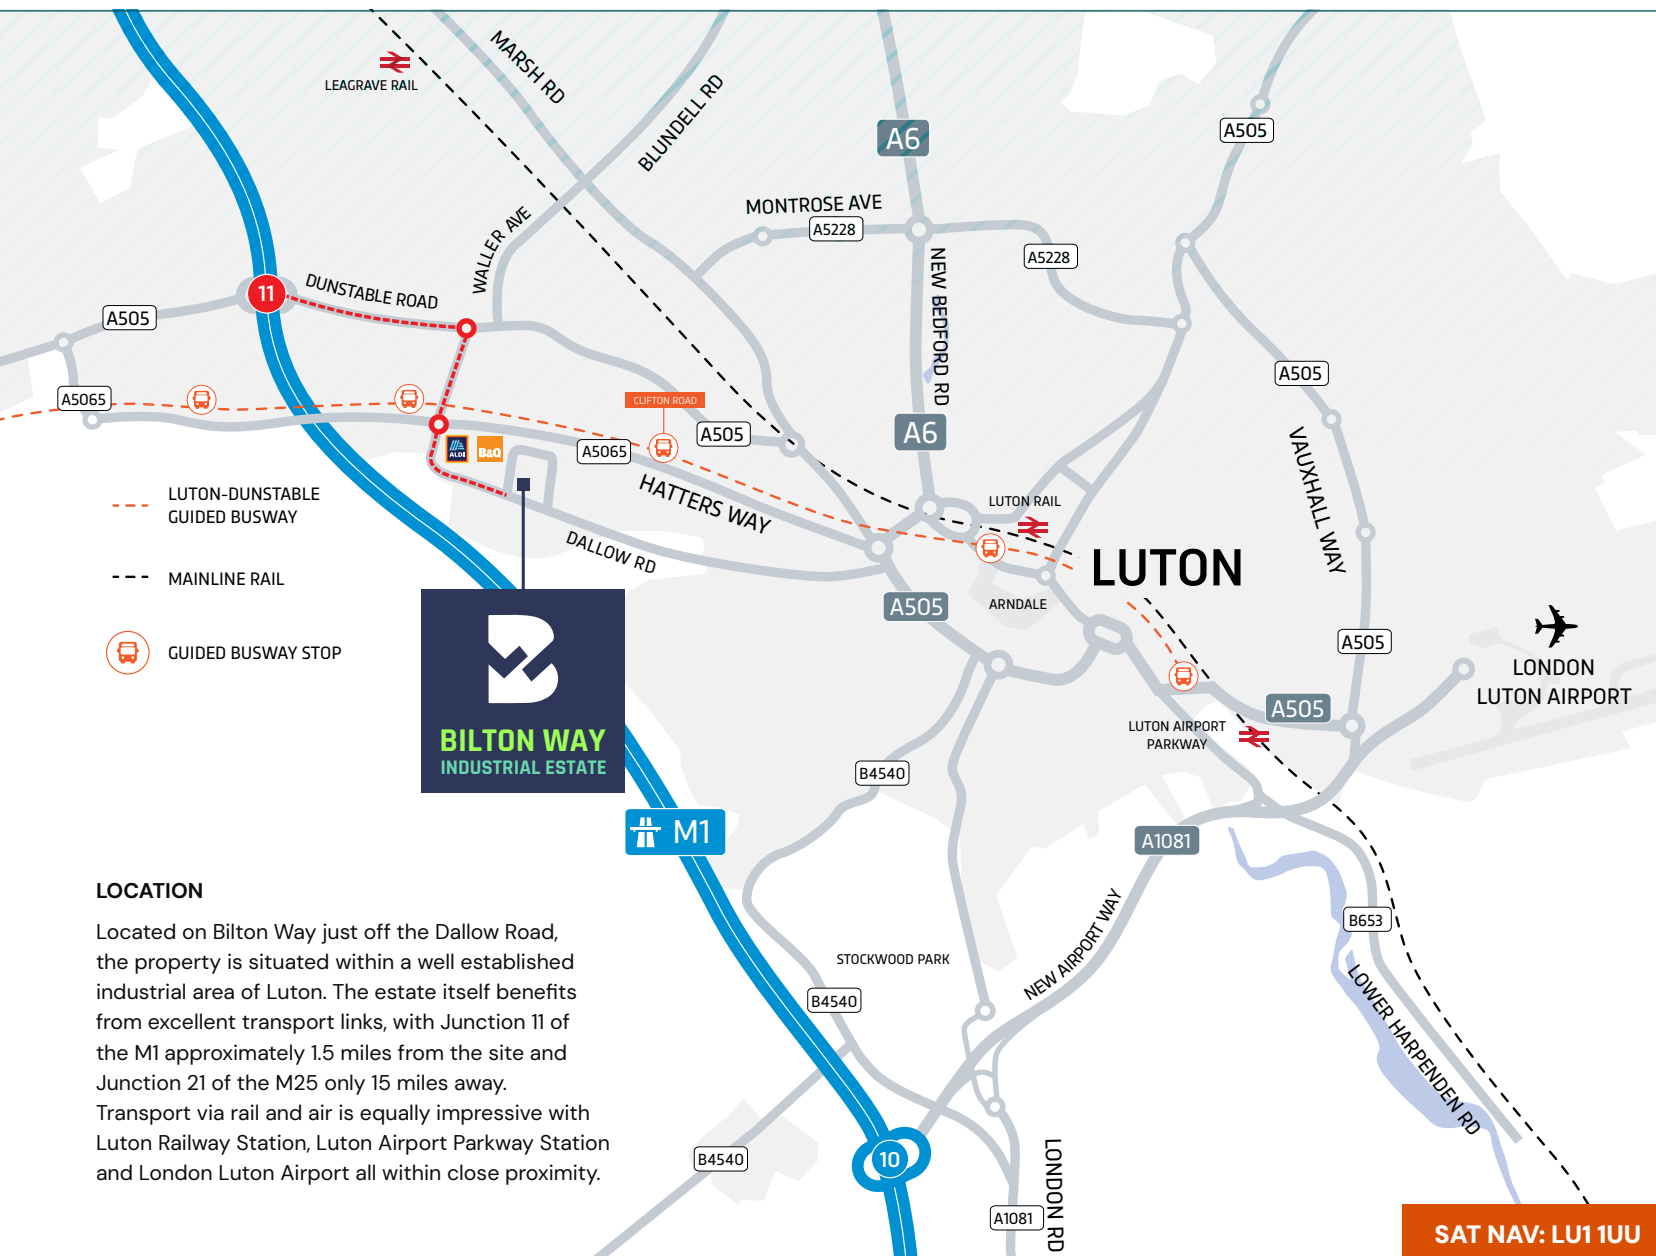 MARSH RD
LEAGRAVE RAIL
BLUNDELL RD
A6
A505
MONTROSE AVE
A5228
A5228
WALLER AVE
NEW BEDFORD RD
11
DUNSTABLE ROAD
A505
A505
A5065
CLIFTON ROAD
A505
A6
A5065
ALDI
B&Q
VAUXHALL WAY
HATTERS WAY
LUTON-DUNSTABLE
GUIDED BUSWAY
LUTON RAIL
DALLOW RD
LUTON
MAINLINE RAIL
A505
ARNDALE
GUIDED BUSWAY STOP
A505
LONDON
LUTON AIRPORT
A505
BILTON WAY
INDUSTRIAL ESTATE
LUTON AIRPORT
PARKWAY
B4540
M1
A1081
LOCATION
Located on Bilton Way just off the Dallow Road,
the property is situated within a well established
industrial area of Luton. The estate itself benefits
from excellent transport links, with Junction 11 of
the M1 approximately 1.5 miles from the site and
Junction 21 of the M25 only 15 miles away.
Transport via rail and air is equally impressive with
Luton Railway Station, Luton Airport Parkway Station
and London Luton Airport all within close proximity.
B653
STOCKWOOD PARK
NEW AIRPORT WAY
B4540
LOWER HARPENDEN RD
B4540
10
LONDON RD
A1081
SAT NAV: LU1 1UU